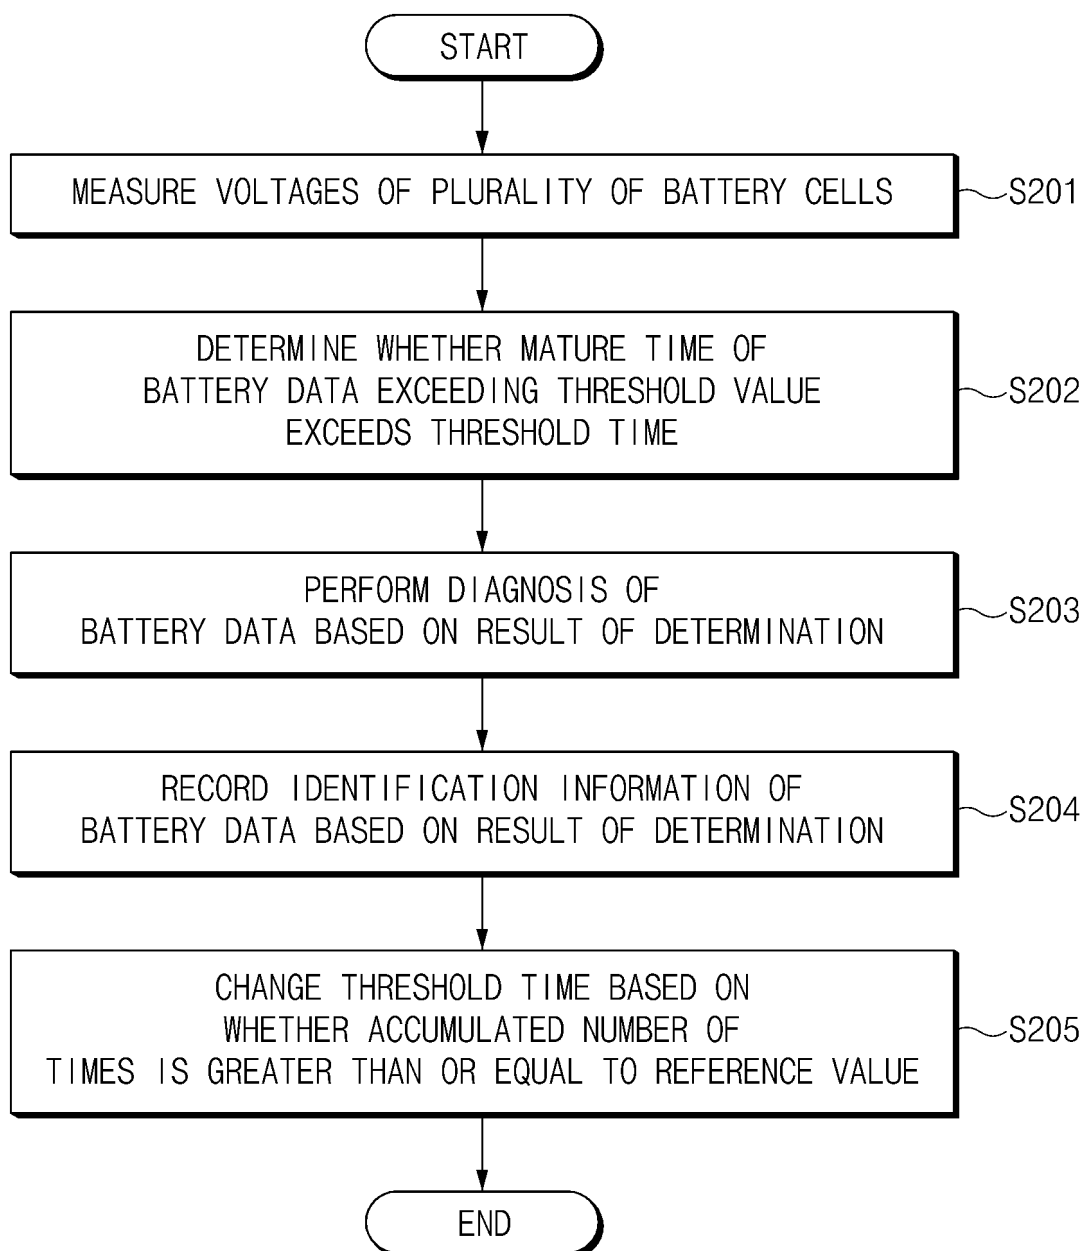 START
MEASURE VOLTAGES OF PLURALITY OF BATTERY CELLS
S201
DETERMINE WHETHER MATURE TIME OF
BATTERY DATA EXCEEDING THRESHOLD VALUE
EXCEEDS THRESHOLD TIME
S202
PERFORM DIAGNOSIS OF
BATTERY DATA BASED ON RESULT OF DETERMINATION
S203
RECORD IDENTIFICATION INFORMATION OF
BATTERY DATA BASED ON RESULT OF DETERMINATION
S204
CHANGE THRESHOLD TIME BASED ON
WHETHER ACCUMULATED NUMBER OF
TIMES IS GREATER THAN OR EQUAL TO REFERENCE VALUE
S205
END